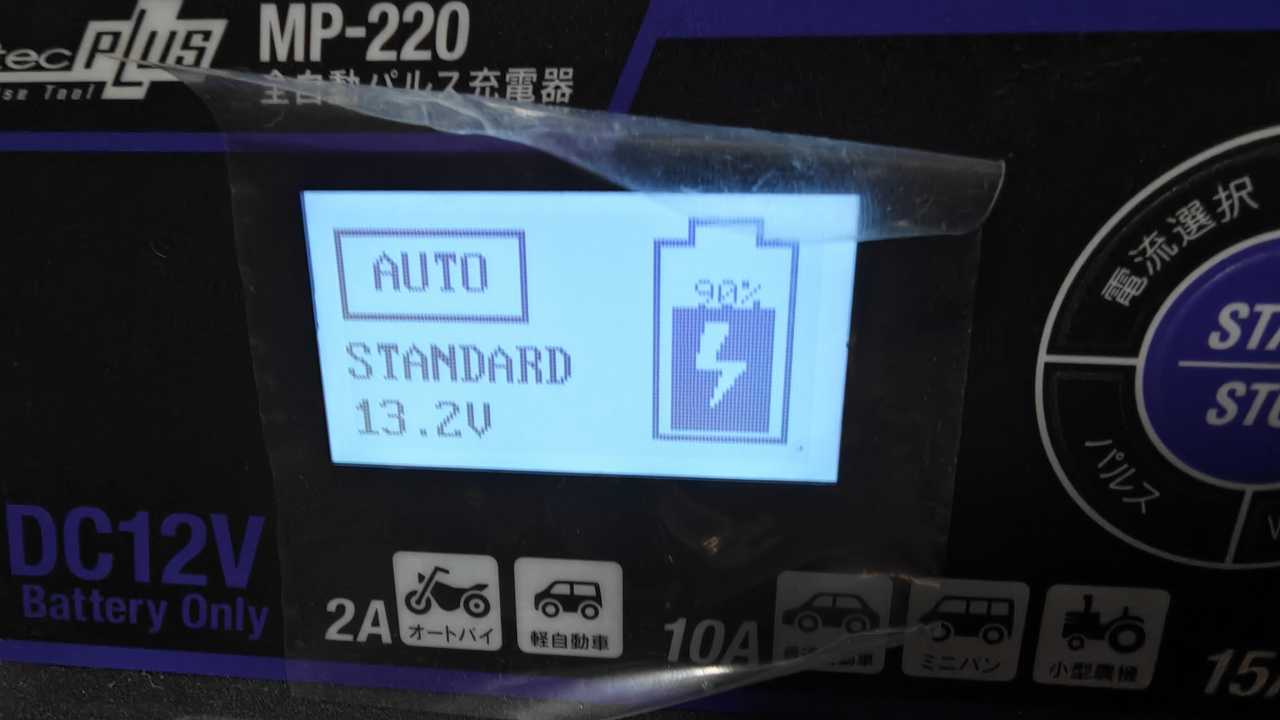 tec PLUS
MP-220
全自動パルス充電器
AUTO
STANDARD
13.2V
90%
電流選択
パルス
DC12V
Battery Only
2A
オートバイ
軽自動車
10A
ミニバン
小型農機